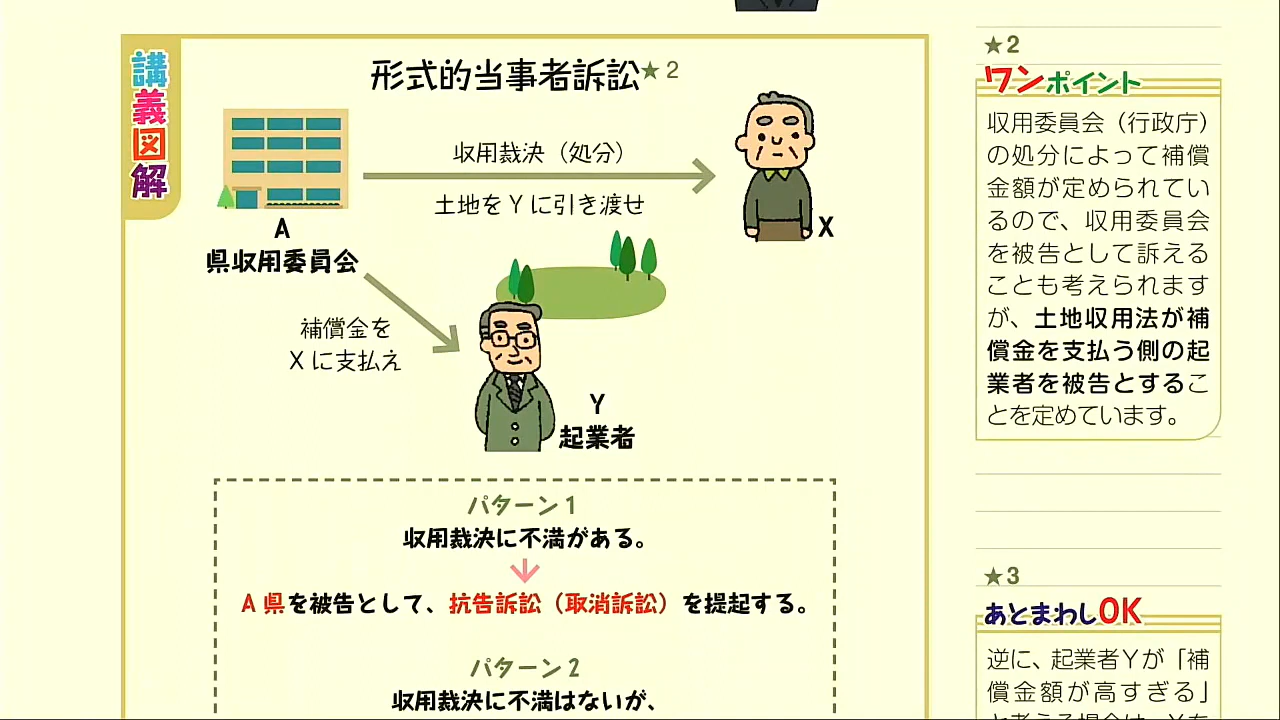 講義図解
形式的当事者訴訟★2
収用裁決（処分）
土地をYに引き渡せ
A
県収用委員会
X
補償金を
Xに支払え
Y
起業者
パターン1
収用裁決に不満がある。
A県を被告として、抗告訴訟（取消訴訟）を提起する。
パターン2
収用裁決に不満はないが、
★2
ワンポイント
収用委員会（行政庁）
の処分によって補償
金額が定められてい
るので、収用委員会
を被告として訴える
ことも考えられます
が、土地収用法が補
償金を支払う側の起
業者を被告とするこ
とを定めています。
★3
あとまわしOK
逆に、起業者Yが「補
償金額が高すぎる」